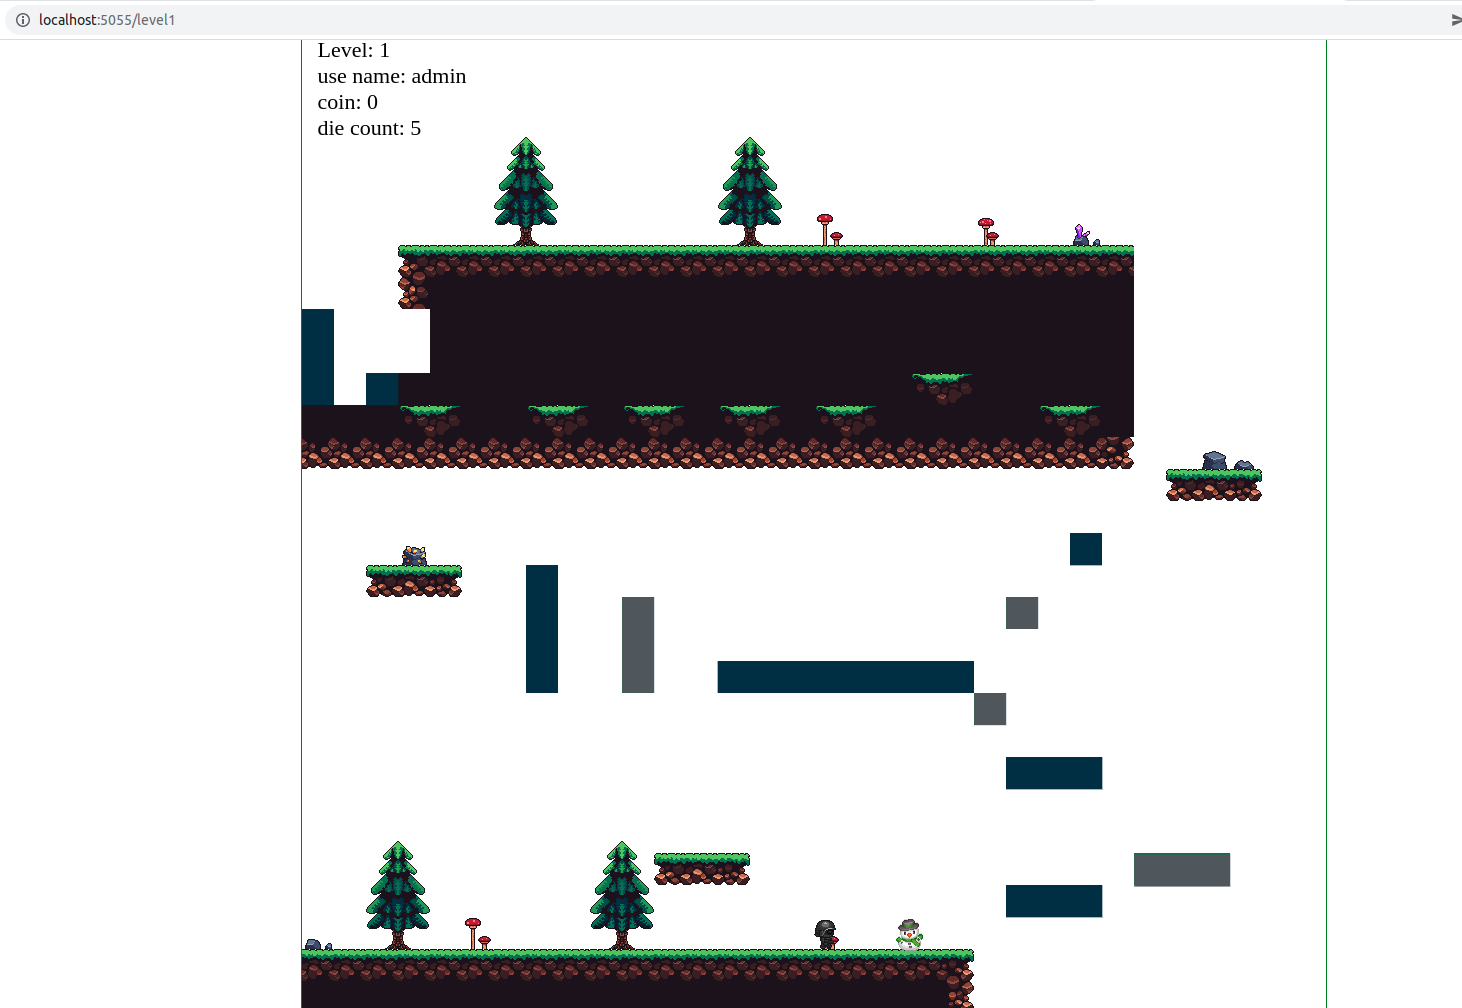 localhost:5055/level1
Level: 1
use name: admin
coin: 0
die count: 5